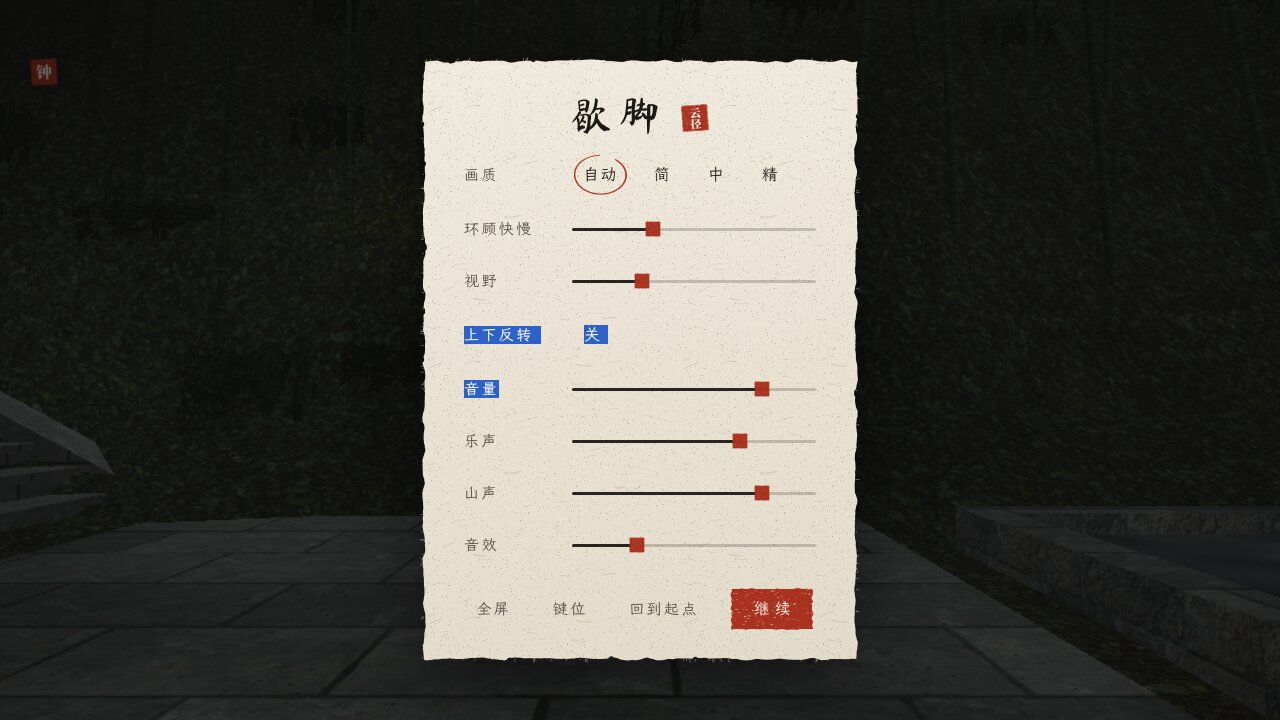 钟
歇脚 云径
画质 自动 简 中 精
环顾快慢
视野
上下反转 关
音量
乐声
山声
音效
全屏 键位 回到起点 继续